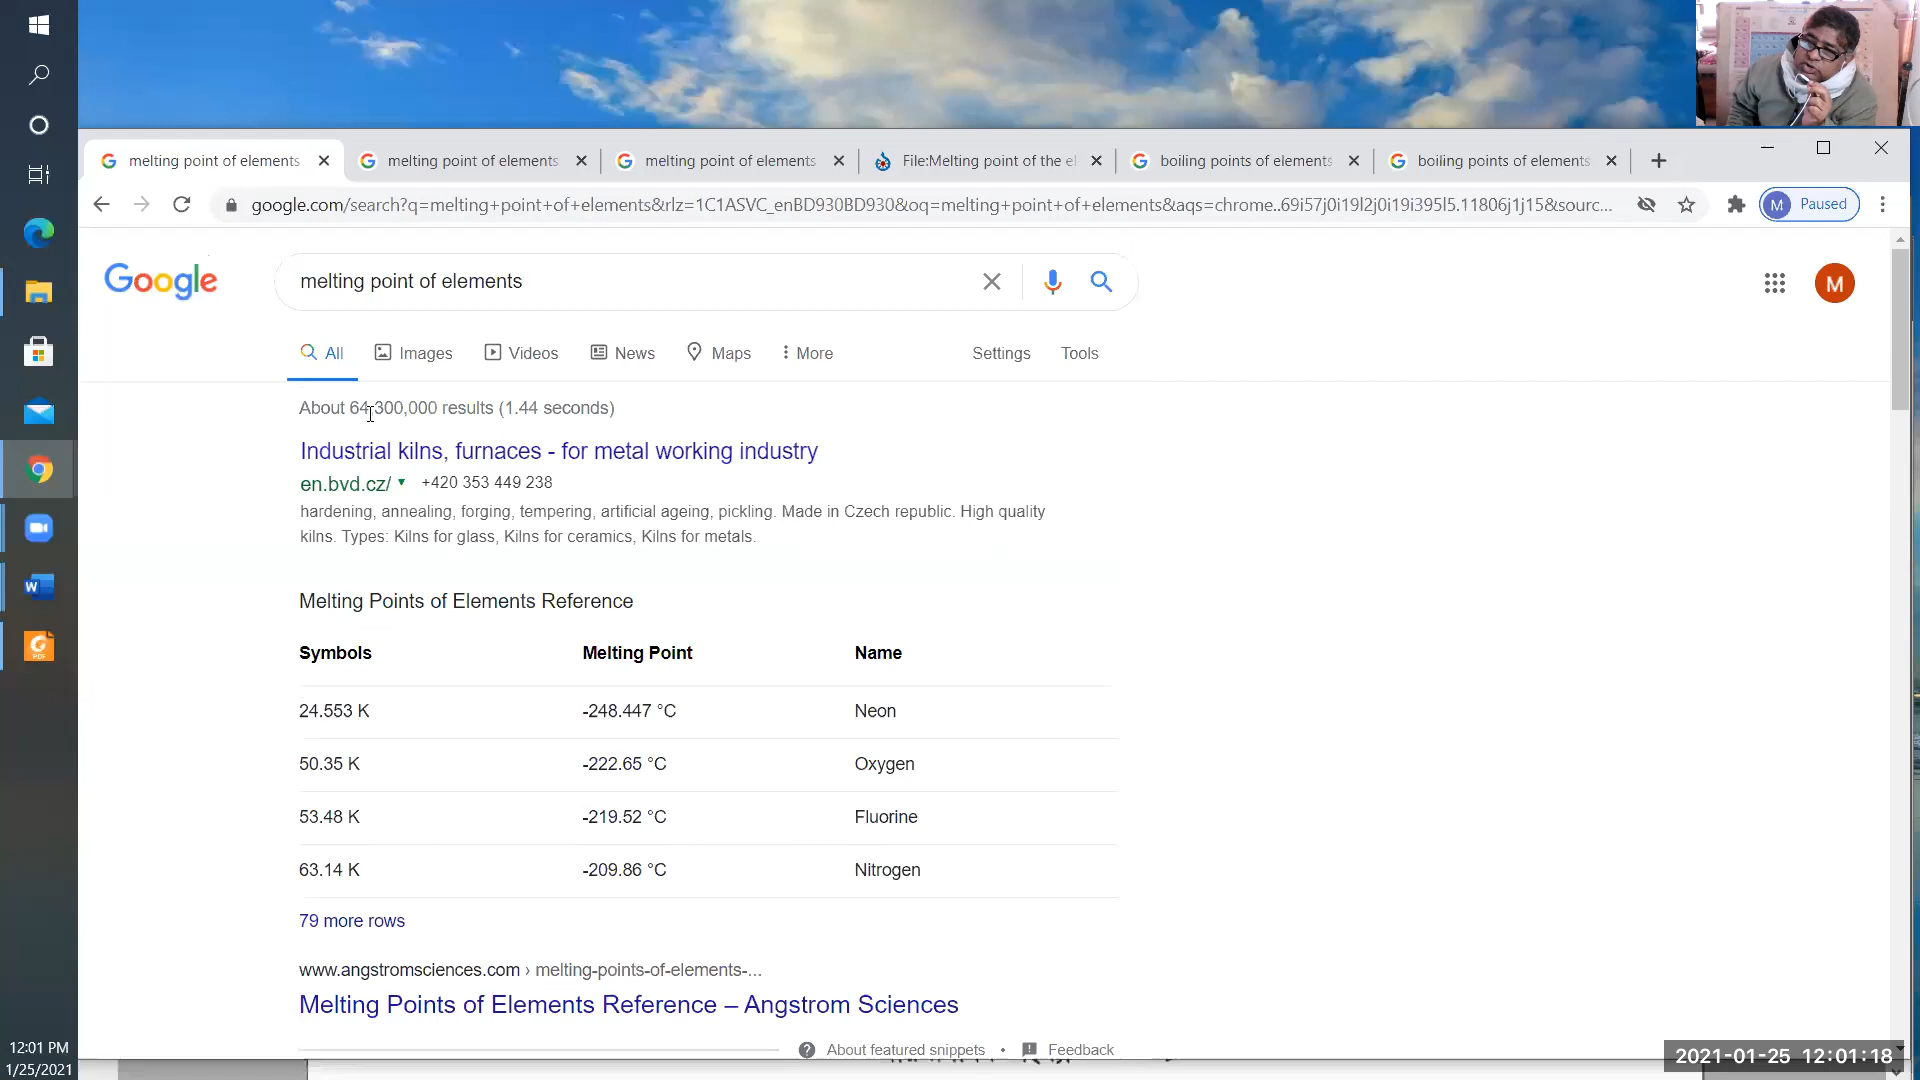 melting point of elements
melting point of elements
melting point of elements
File:Melting point of the el
boiling points of elements
boiling points of elements
google.com/search?q=melting+point+of+elements&rlz=1C1ASVC_enBD930BD930&oq=melting+point+of+elements&aqs=chrome..69i57j0i19l2j0i19i395l5.11806j1j15&sourc...
M Paused
Google
melting point of elements
M
All Images Videos News Maps More Settings Tools
About 64,300,000 results (1.44 seconds)
Industrial kilns, furnaces - for metal working industry
en.bvd.cz/ +420 353 449 238
hardening, annealing, forging, tempering, artificial ageing, pickling. Made in Czech republic. High quality
kilns. Types: Kilns for glass, Kilns for ceramics, Kilns for metals.
Melting Points of Elements Reference
Symbols Melting Point Name
24.553 K -248.447 °C Neon
50.35 K -222.65 °C Oxygen
53.48 K -219.52 °C Fluorine
63.14 K -209.86 °C Nitrogen
79 more rows
www.angstromsciences.com › melting-points-of-elements-...
Melting Points of Elements Reference – Angstrom Sciences
About featured snippets • Feedback
12:01 PM
1/25/2021
2021-01-25 12:01:18